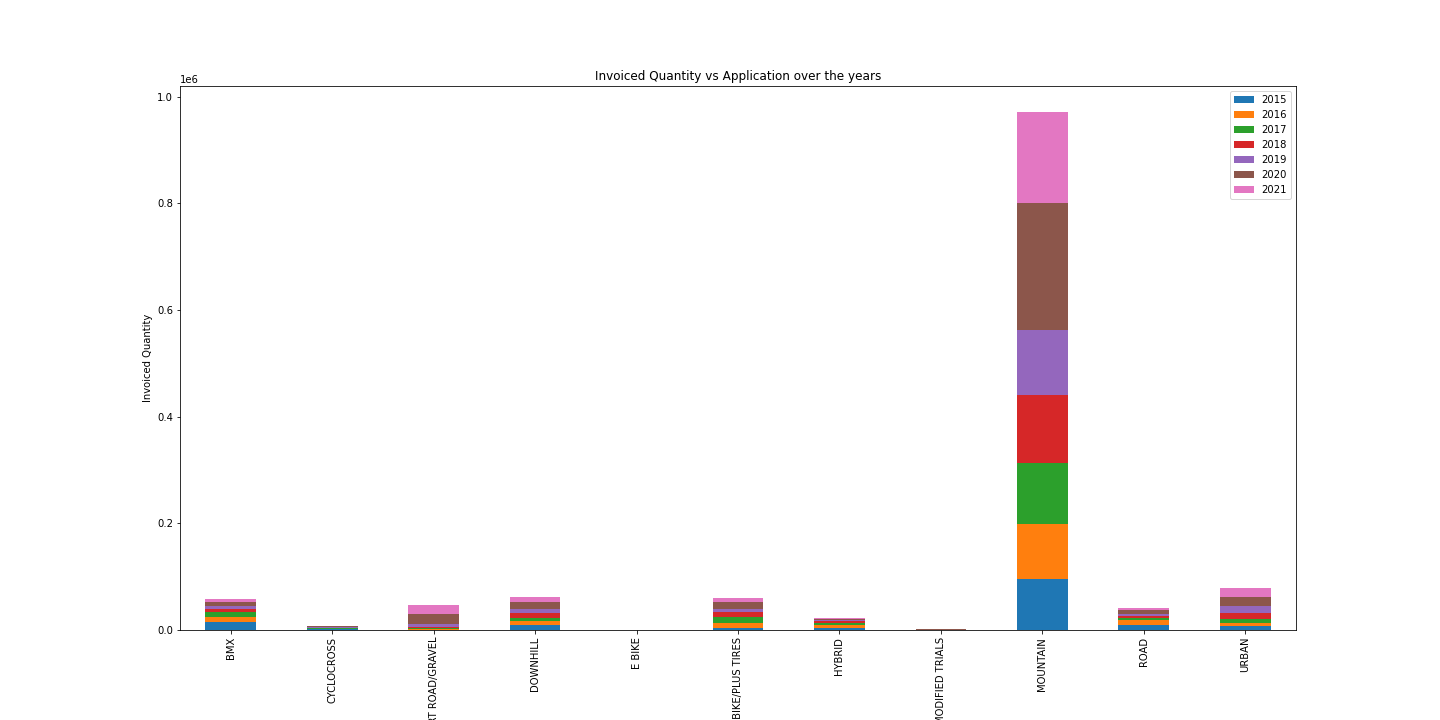 Invoiced Quantity vs Application over the years
1e6
1.0
0.8
0.6
0.4
0.2
0.0
Invoiced Quantity
2015
2016
2017
2018
2019
2020
2021
BMX
CYCLOCROSS
RT ROAD/GRAVEL
DOWNHILL
E BIKE
BIKE/PLUS TIRES
HYBRID
MODIFIED TRIALS
MOUNTAIN
ROAD
URBAN